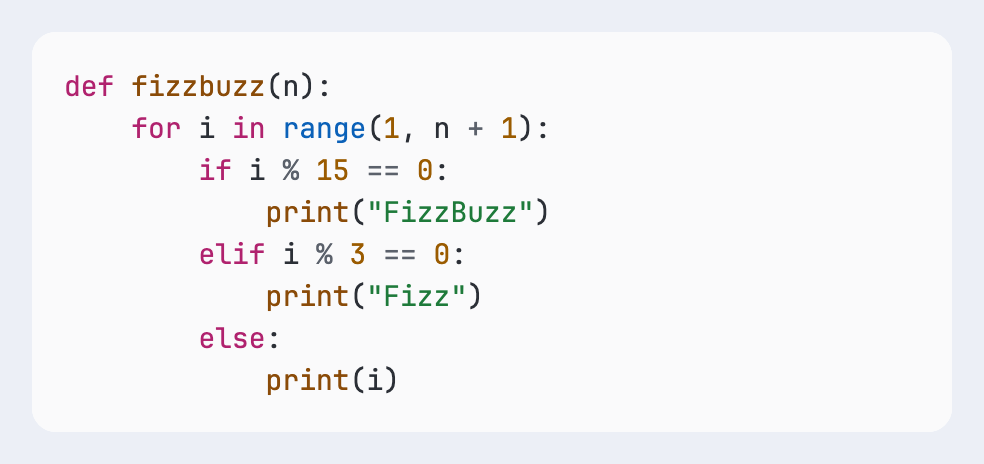 def fizzbuzz(n):
    for i in range(1, n + 1):
        if i % 15 == 0:
            print("FizzBuzz")
        elif i % 3 == 0:
            print("Fizz")
        else:
            print(i)